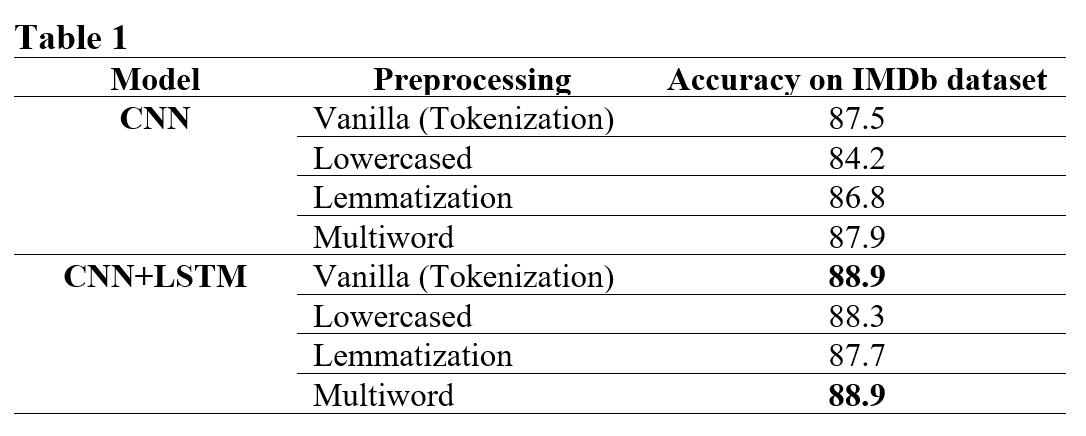 Table 1
Model Preprocessing Accuracy on IMDb dataset
CNN Vanilla (Tokenization) 87.5
Lowercased 84.2
Lemmatization 86.8
Multiword 87.9
CNN+LSTM Vanilla (Tokenization) 88.9
Lowercased 88.3
Lemmatization 87.7
Multiword 88.9